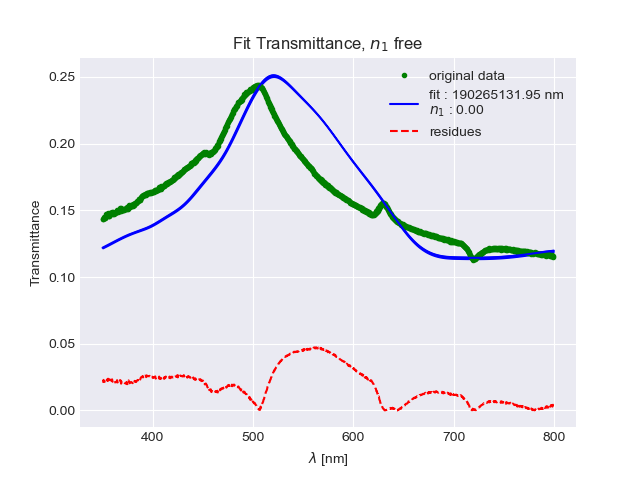 Fit Transmittance, n₁ free
original data
fit : 190265131.95 nm
n₁ : 0.00
residues
Transmittance
0.25
0.20
0.15
0.10
0.05
0.00
400 500 600 700 800
λ [nm]